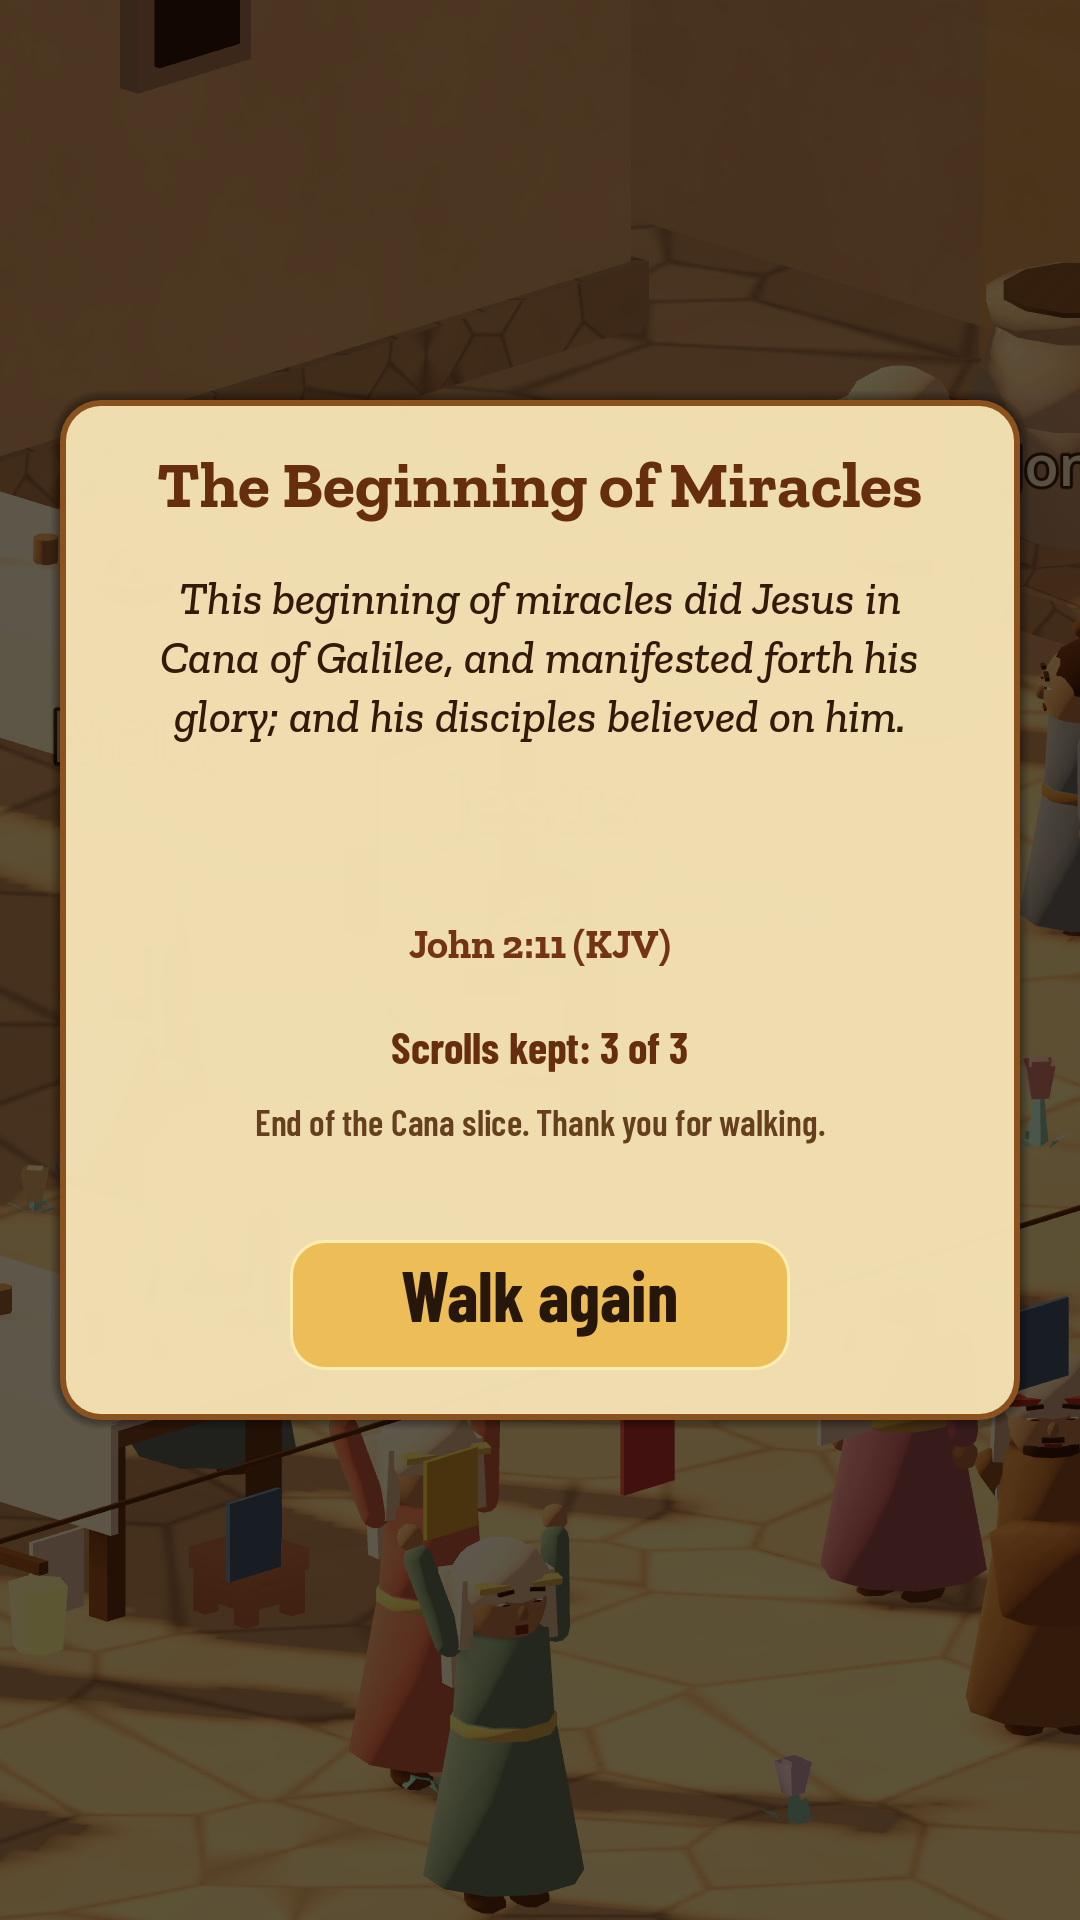 The Beginning of Miracles
This beginning of miracles did Jesus in
Cana of Galilee, and manifested forth his
glory; and his disciples believed on him.
John 2:11 (KJV)
Scrolls kept: 3 of 3
End of the Cana slice. Thank you for walking.
Walk again